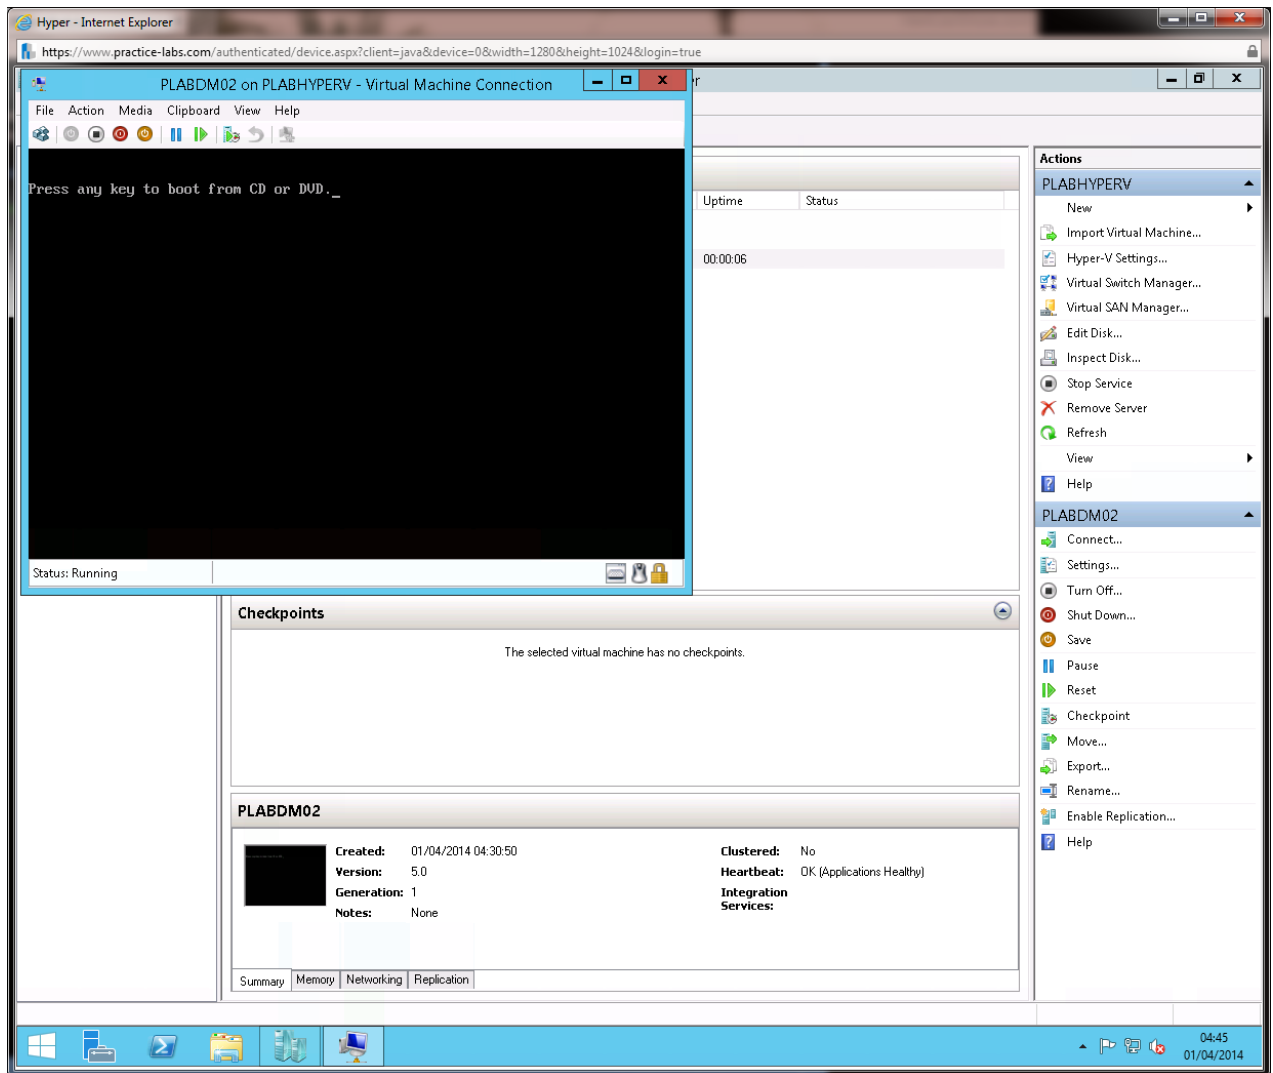 Hyper - Internet Explorer
https://www.practice-labs.com/authenticated/device.aspx?client=java&device=0&width=1280&height=1024&login=true
PLABDM02 on PLABHYPERV - Virtual Machine Connection
File Action Media Clipboard View Help
Press any key to boot from CD or DVD._
Status: Running
Uptime Status
00:00:06
Checkpoints
The selected virtual machine has no checkpoints.
PLABDM02
Created: 01/04/2014 04:30:50
Version: 5.0
Generation: 1
Notes: None
Clustered: No
Heartbeat: OK (Applications Healthy)
Integration
Services:
Summary Memory Networking Replication
Actions
PLABHYPERV
New
Import Virtual Machine...
Hyper-V Settings...
Virtual Switch Manager...
Virtual SAN Manager...
Edit Disk...
Inspect Disk...
Stop Service
Remove Server
Refresh
View
Help
PLABDM02
Connect...
Settings...
Turn Off...
Shut Down...
Save
Pause
Reset
Checkpoint
Move...
Export...
Rename...
Enable Replication...
Help
04:45
01/04/2014